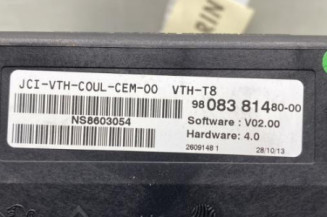 RIN
JCI-VTH-COUL-CEM-00 VTH-T8
98 083 814 80-00
NS8603054
Software : V02.00
Hardware: 4.0
2609148 1 28/10/13